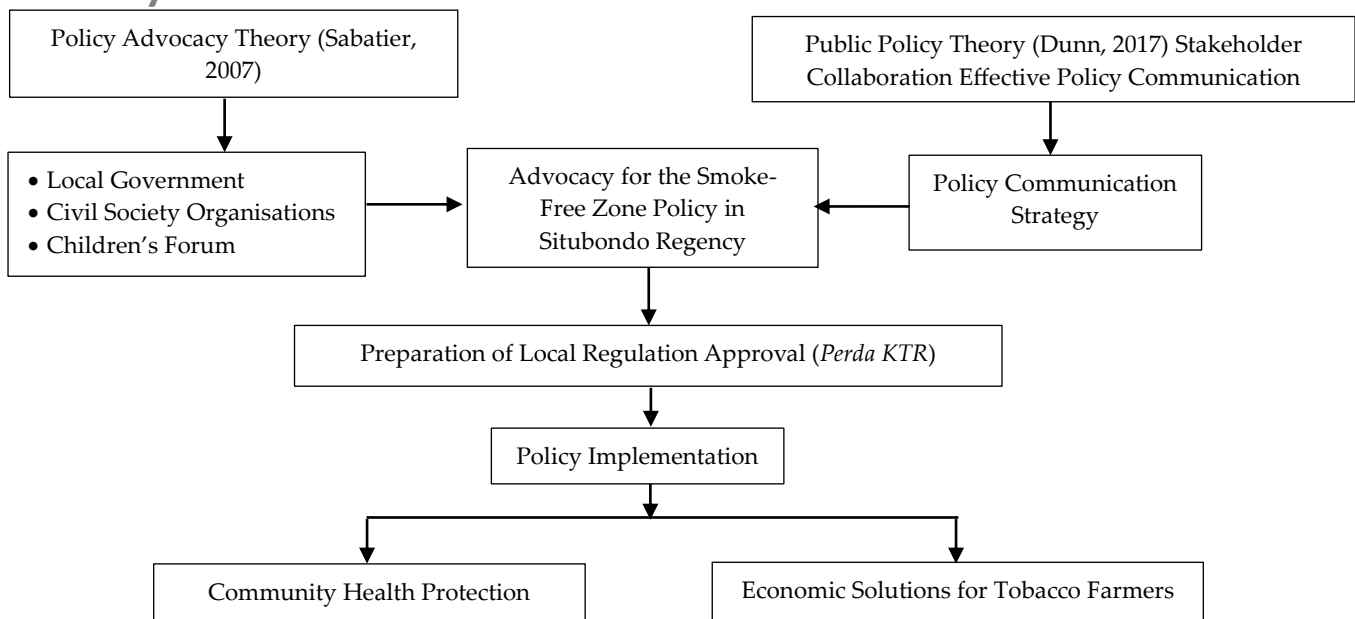 Policy Advocacy Theory (Sabatier,
2007)
Public Policy Theory (Dunn, 2017) Stakeholder
Collaboration Effective Policy Communication
• Local Government
• Civil Society Organisations
• Children’s Forum
Advocacy for the Smoke-
Free Zone Policy in
Situbondo Regency
Policy Communication
Strategy
Preparation of Local Regulation Approval (Perda KTR)
Policy Implementation
Community Health Protection
Economic Solutions for Tobacco Farmers